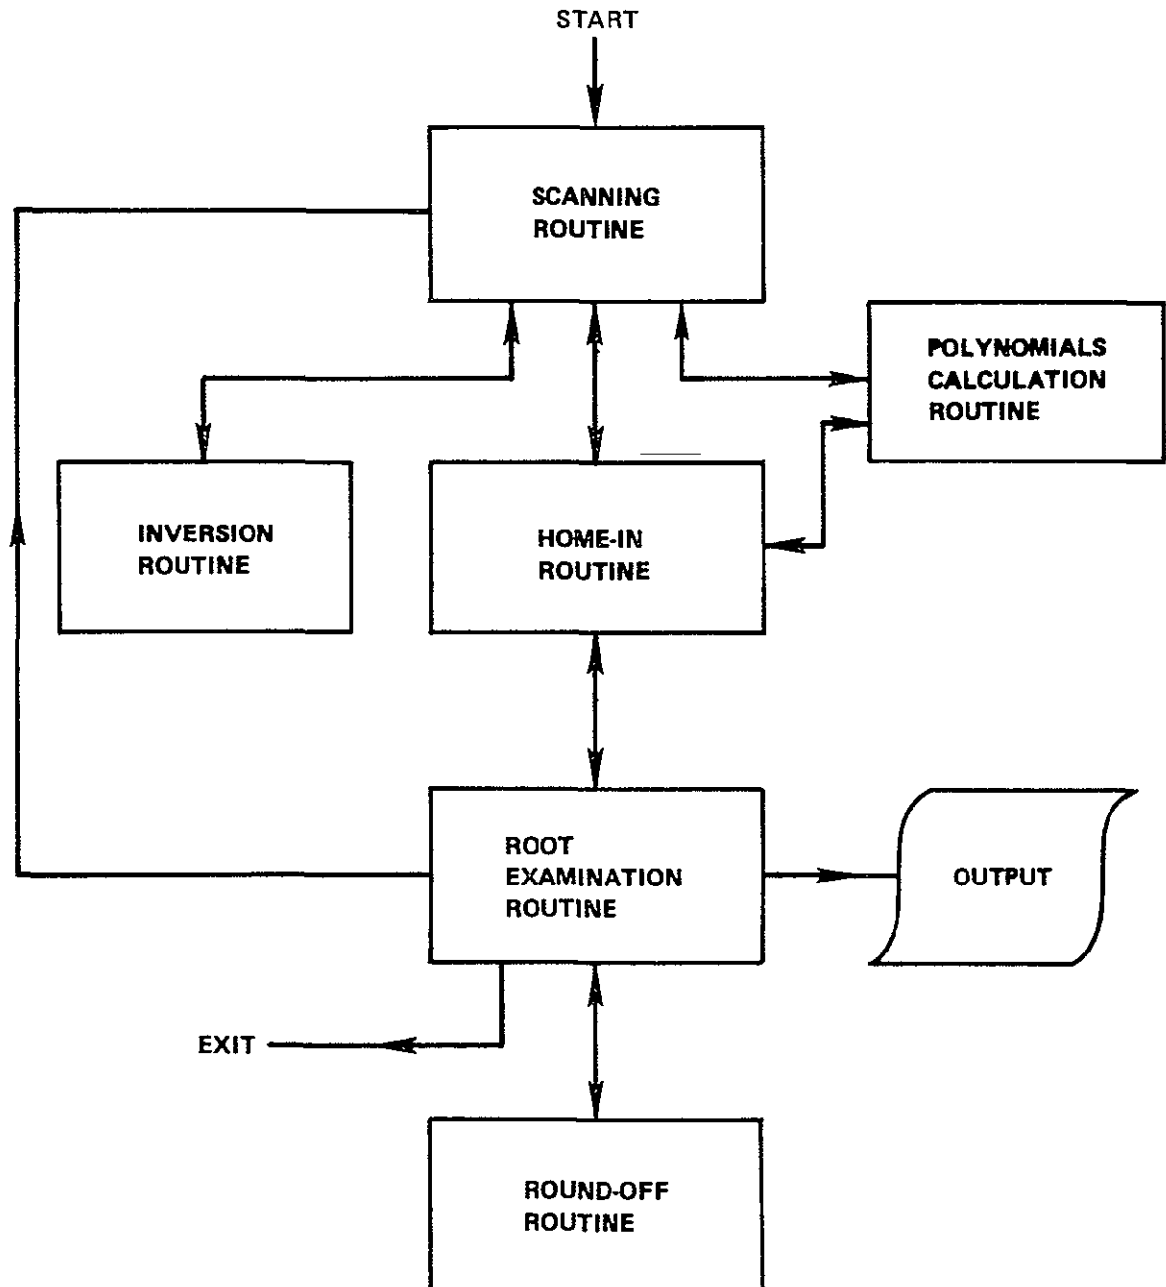 START
SCANNING
ROUTINE
POLYNOMIALS
CALCULATION
ROUTINE
INVERSION
ROUTINE
HOME-IN
ROUTINE
ROOT
EXAMINATION
ROUTINE
OUTPUT
EXIT
ROUND-OFF
ROUTINE